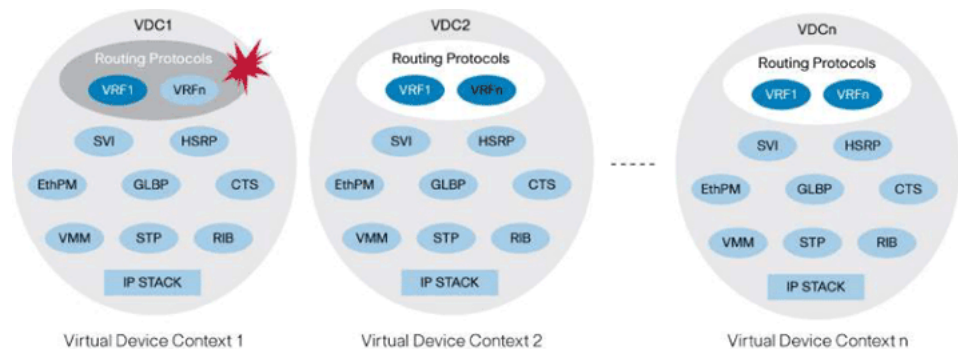 VDC1
Routing Protocols
VRF1
VRFn
SVI
HSRP
EthPM
GLBP
CTS
VMM
STP
RIB
IP STACK
Virtual Device Context 1
VDC2
Routing Protocols
VRF1
VRFn
SVI
HSRP
EthPM
GLBP
CTS
VMM
STP
RIB
IP STACK
Virtual Device Context 2
VDCn
Routing Protocols
VRF1
VRFn
SVI
HSRP
EthPM
GLBP
CTS
VMM
STP
RIB
IP STACK
Virtual Device Context n